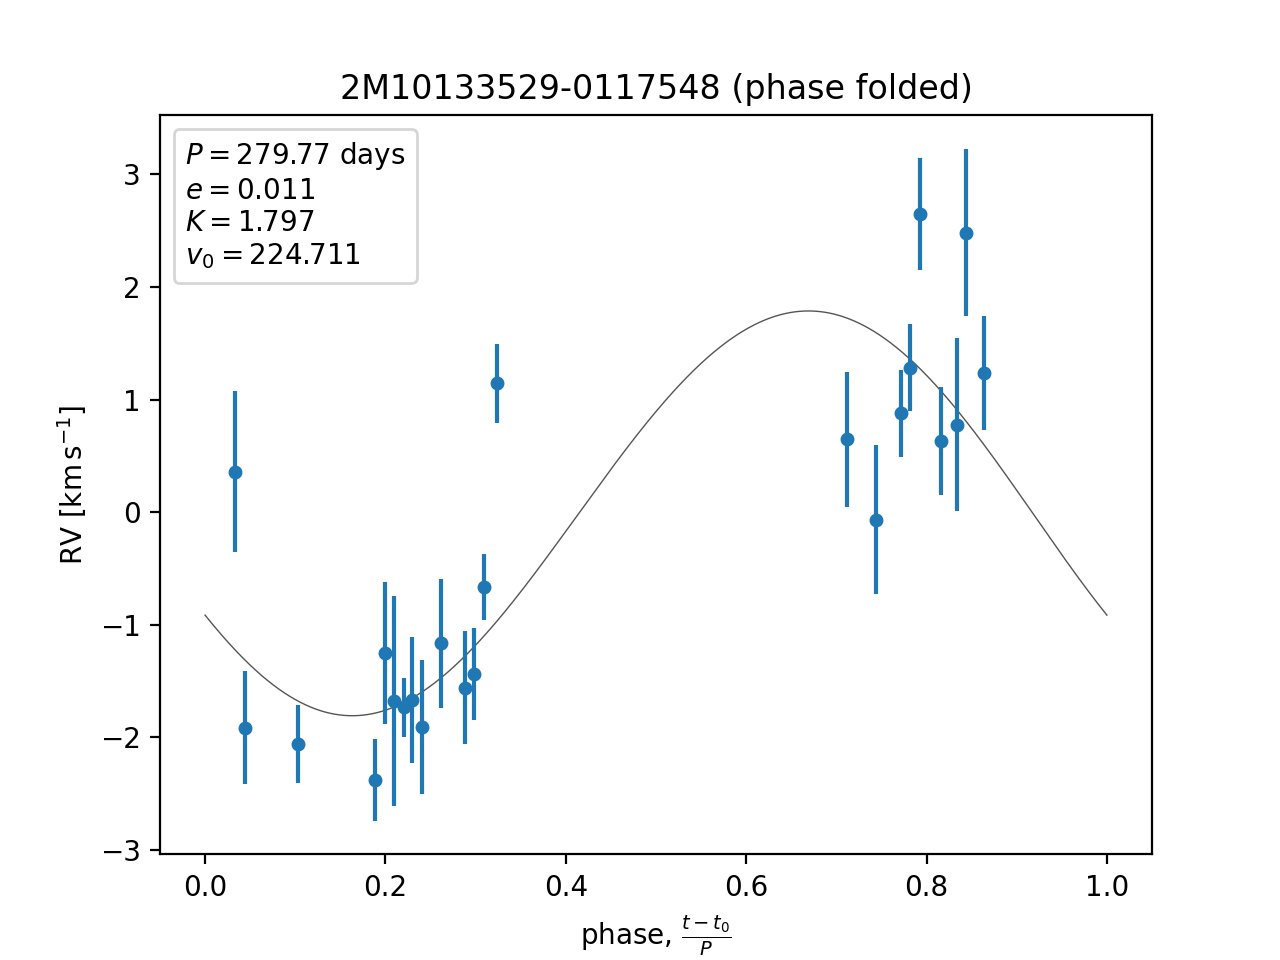 2M10133529-0117548 (phase folded)
P = 279.77 days
e = 0.011
K = 1.797
v₀ = 224.711
RV [km s⁻¹]
3
2
1
0
−1
−2
−3
0.0 0.2 0.4 0.6 0.8 1.0
phase, (t − t₀)/P